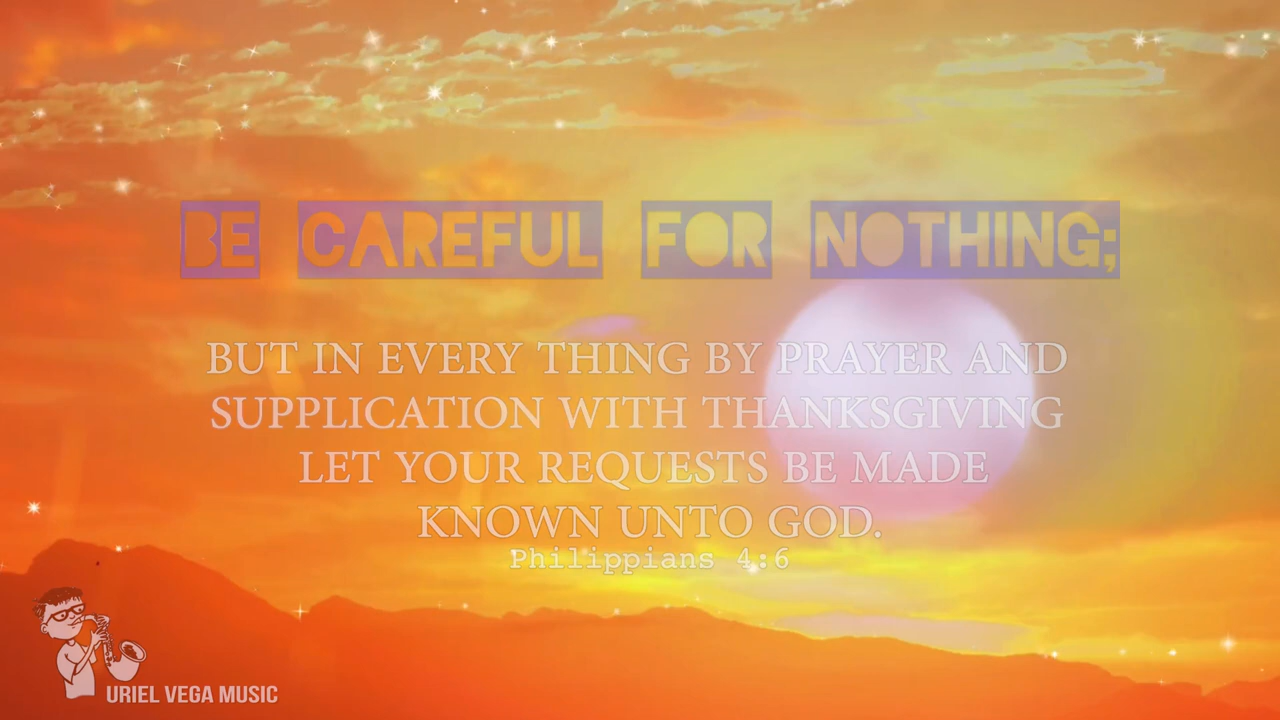 BE CAREFUL FOR NOTHING;
BUT IN EVERY THING BY PRAYER AND
SUPPLICATION WITH THANKSGIVING
LET YOUR REQUESTS BE MADE
KNOWN UNTO GOD.
Philippians 4:6
URIEL VEGA MUSIC